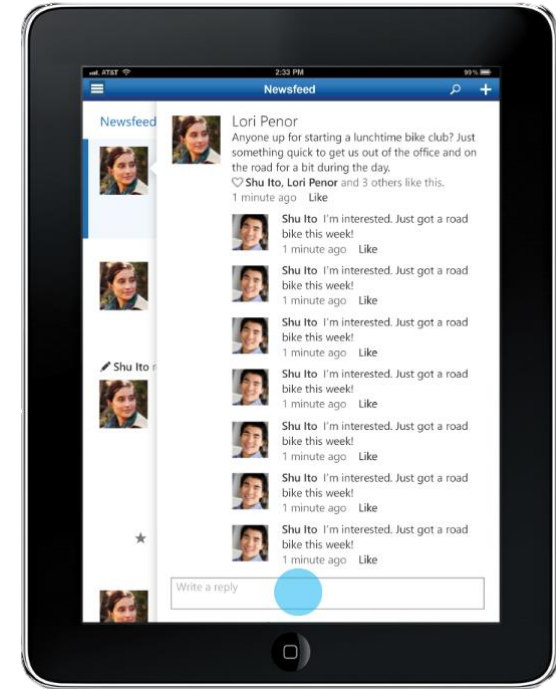 AT&T
2:33 PM
99%
Newsfeed
Newsfeed
Shu Ito r
Lori Penor
Anyone up for starting a lunchtime bike club? Just
something quick to get us out of the office and on
the road for a bit during the day.
Shu Ito, Lori Penor and 3 others like this.
1 minute ago Like
Shu Ito I'm interested. Just got a road
bike this week!
1 minute ago Like
Shu Ito I'm interested. Just got a road
bike this week!
1 minute ago Like
Shu Ito I'm interested. Just got a road
bike this week!
1 minute ago Like
Shu Ito I'm interested. Just got a road
bike this week!
1 minute ago Like
Shu Ito I'm interested. Just got a road
bike this week!
1 minute ago Like
Shu Ito I'm interested. Just got a road
bike this week!
1 minute ago Like
Shu Ito I'm interested. Just got a road
bike this week!
1 minute ago Like
Write a reply